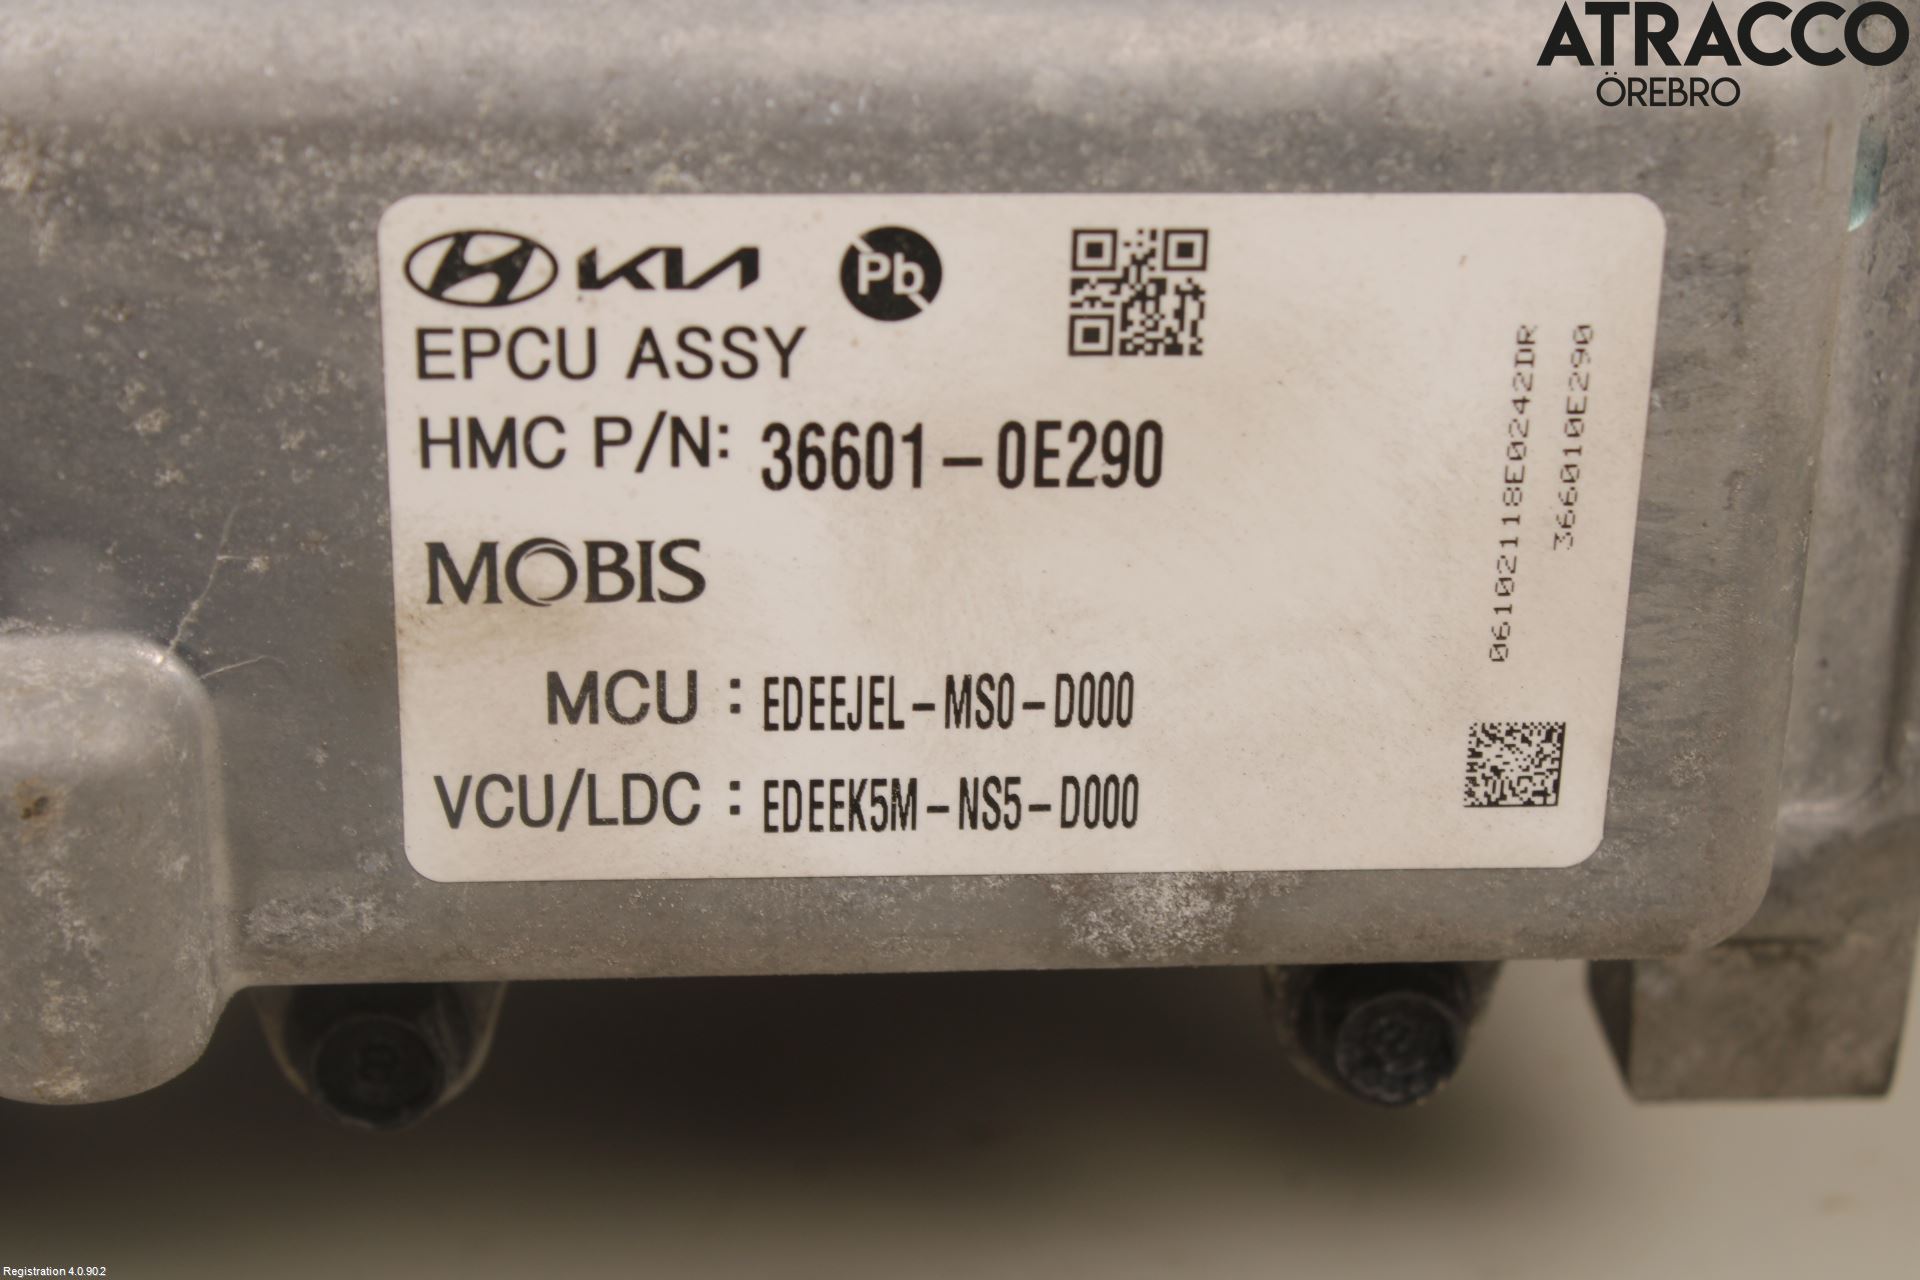 ATRACCO
ÖREBRO
KIA Pb
EPCU ASSY
HMC P/N: 36601-0E290
MOBIS
MCU : EDEEJEL-MS0-D000
VCU/LDC : EDEEK5M-NS5-D000
06102118E0242DR
366010E290
Registration 4.0.90.2